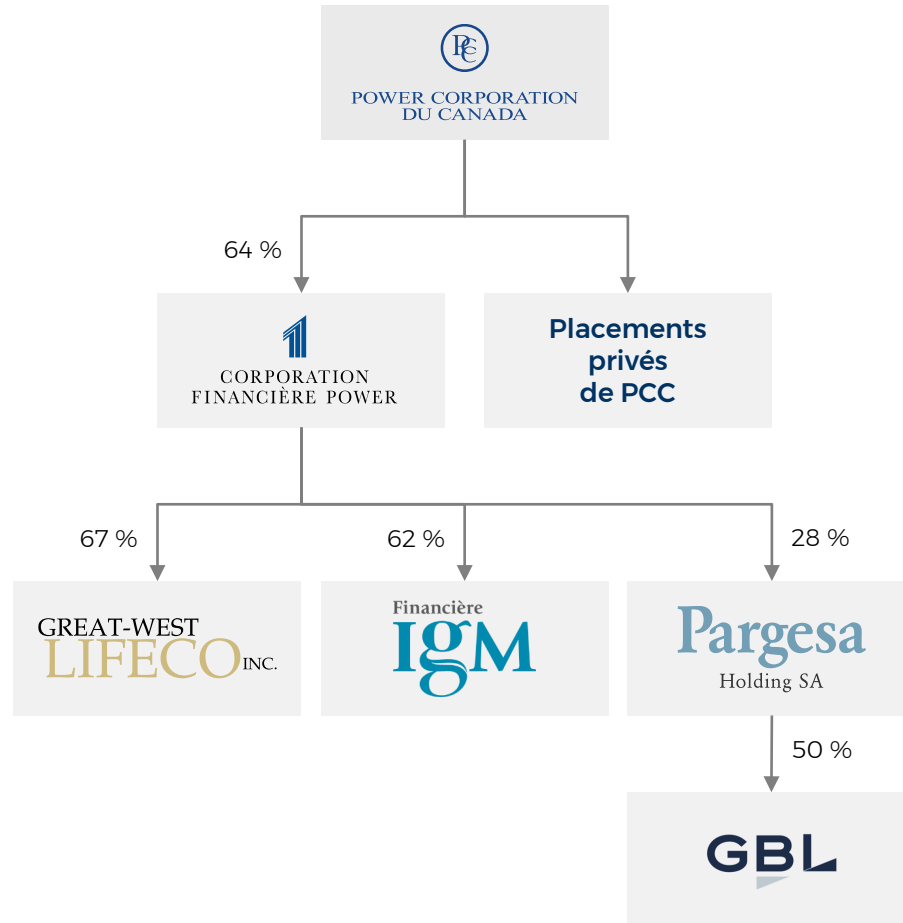 PCC
POWER CORPORATION
DU CANADA
64 %
CORPORATION
FINANCIÈRE POWER
Placements
privés
de PCC
67 %
62 %
28 %
GREAT-WEST
LIFECO INC.
Financière
IgM
Pargesa
Holding SA
50 %
GBL